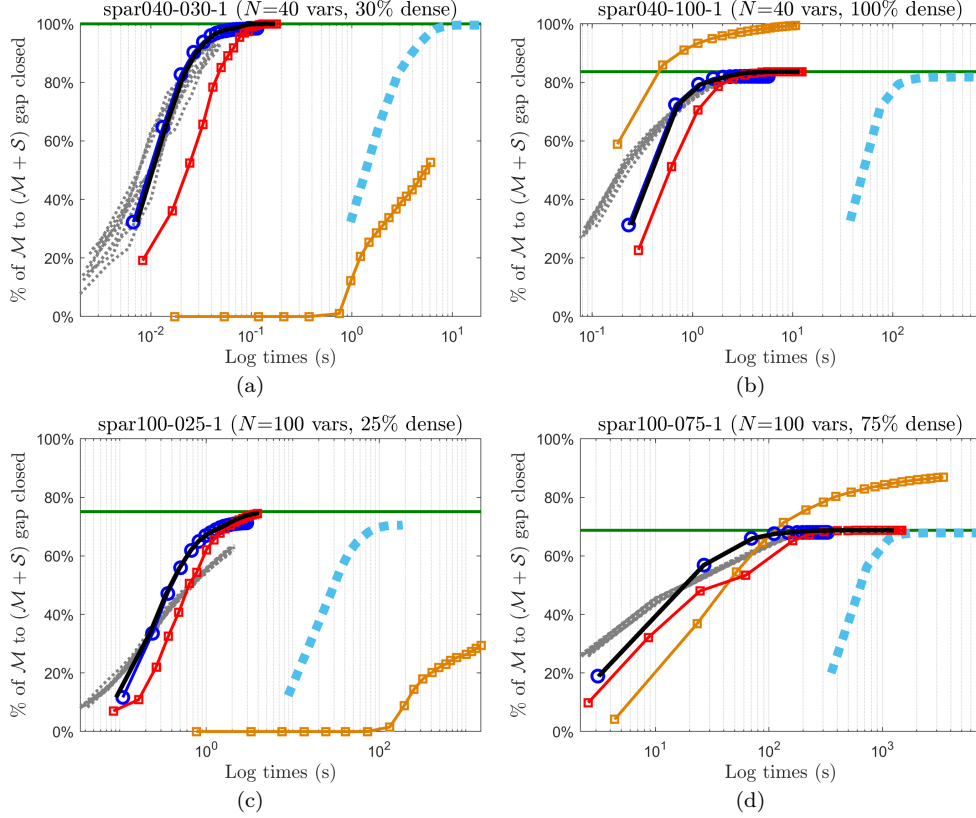 spar040-030-1 (N=40 vars, 30% dense)
% of M to (M + S) gap closed
100%
80%
60%
40%
20%
0%
10^-2
10^-1
10^0
10^1
Log times (s)
(a)
spar040-100-1 (N=40 vars, 100% dense)
% of M to (M + S) gap closed
100%
80%
60%
40%
20%
0%
10^-1
10^0
10^1
10^2
Log times (s)
(b)
spar100-025-1 (N=100 vars, 25% dense)
% of M to (M + S) gap closed
100%
80%
60%
40%
20%
0%
10^0
10^2
Log times (s)
(c)
spar100-075-1 (N=100 vars, 75% dense)
% of M to (M + S) gap closed
100%
80%
60%
40%
20%
0%
10^1
10^2
10^3
Log times (s)
(d)